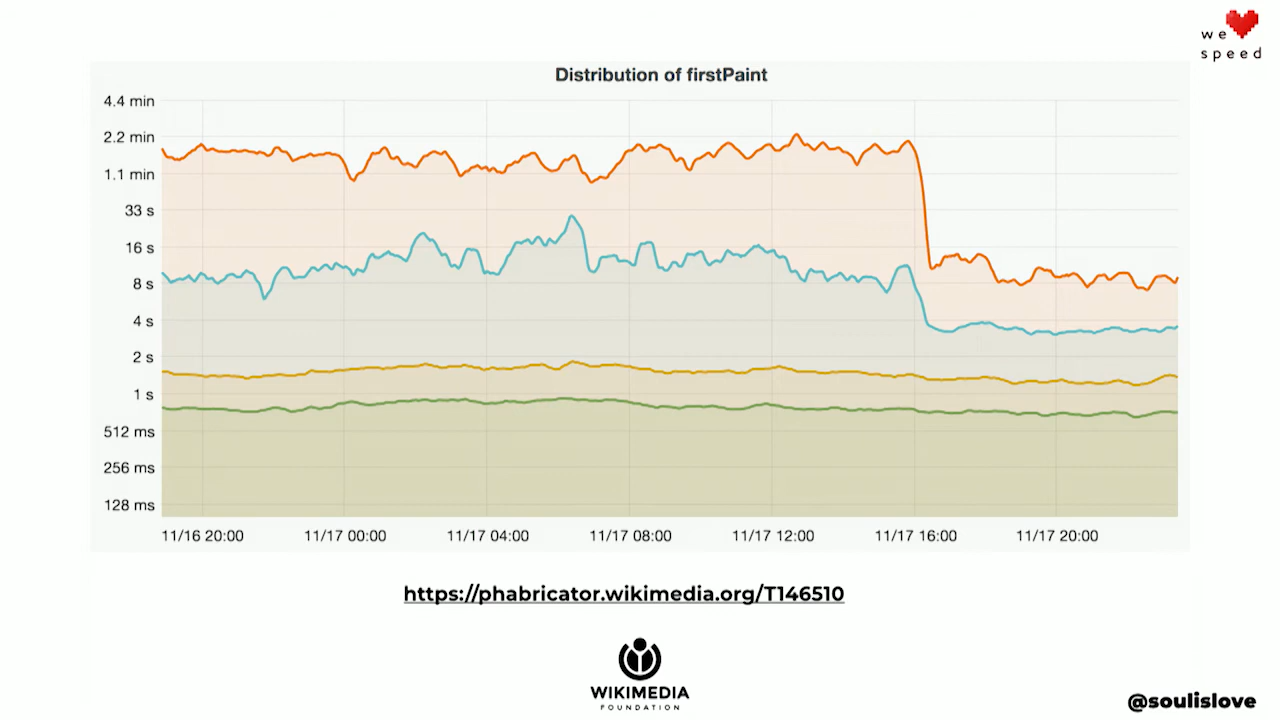 we
speed
Distribution of firstPaint
4.4 min
2.2 min
1.1 min
33 s
16 s
8 s
4 s
2 s
1 s
512 ms
256 ms
128 ms
11/16 20:00 11/17 00:00 11/17 04:00 11/17 08:00 11/17 12:00 11/17 16:00 11/17 20:00
https://phabricator.wikimedia.org/T146510
WIKIMEDIA
FOUNDATION
@soulislove